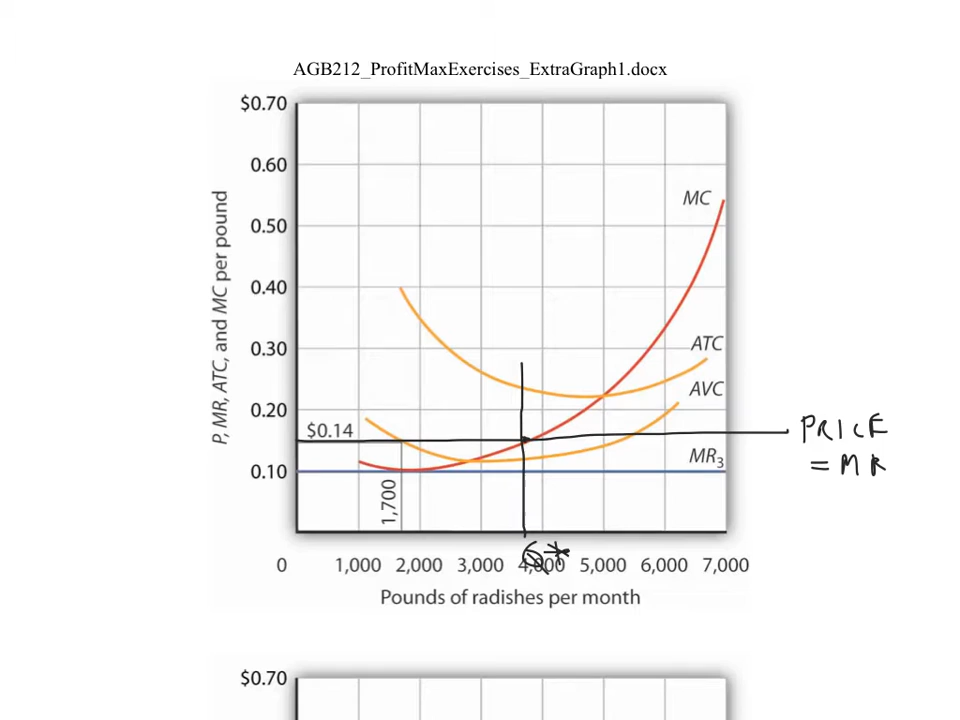 AGB212_ProfitMaxExercises_ExtraGraph1.docx
$0.70
0.60
MC
0.50
P, MR, ATC, and MC per pound
0.40
0.30
ATC
AVC
0.20
$0.14
PRICE
= MR
MR3
0.10
1,700
Q*
0 1,000 2,000 3,000 4,000 5,000 6,000 7,000
Pounds of radishes per month
$0.70